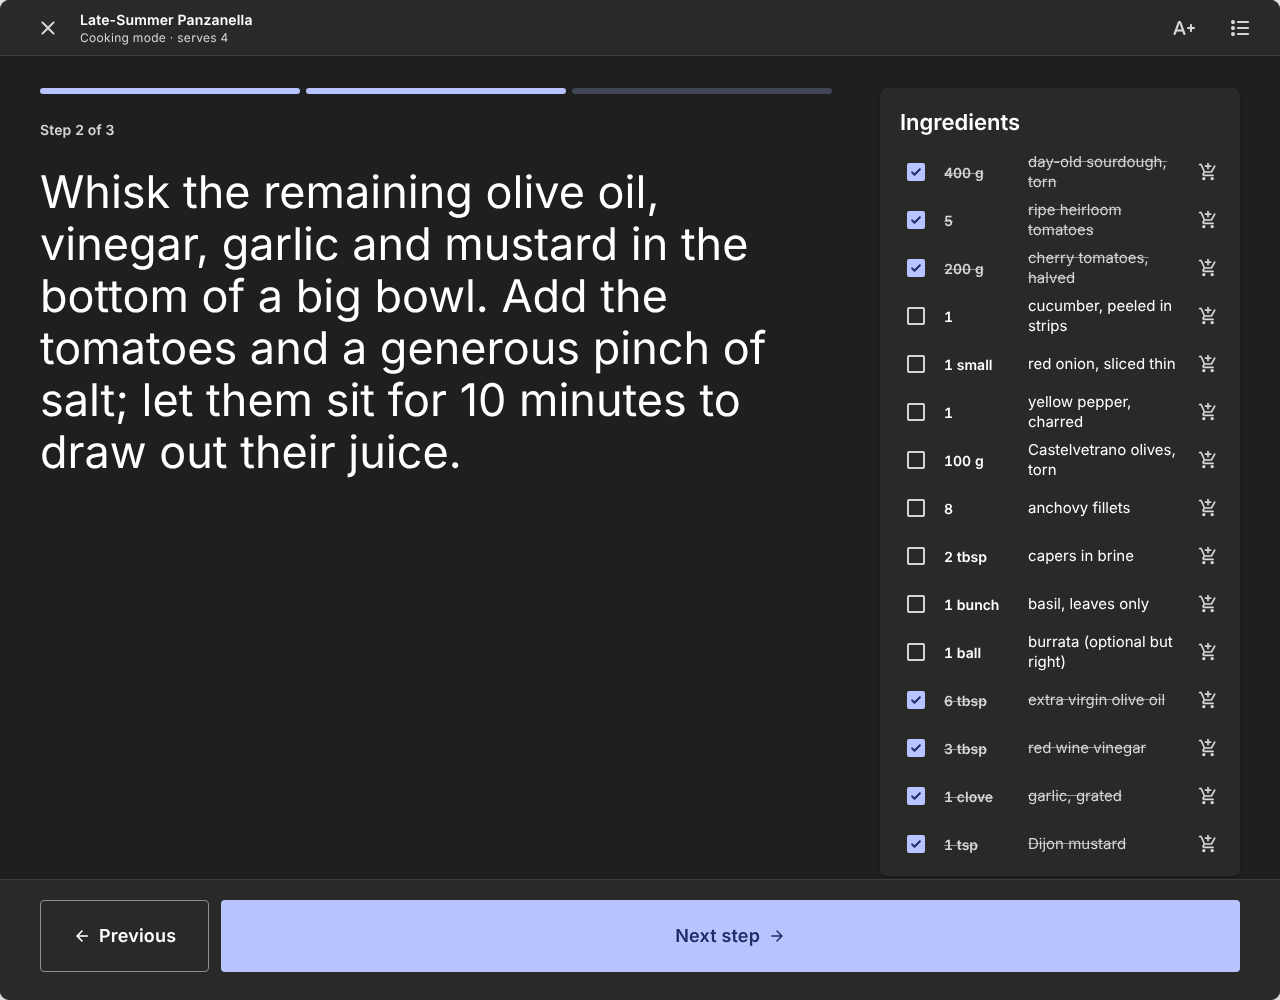 Late-Summer Panzanella
Cooking mode · serves 4
A+
Step 2 of 3
Whisk the remaining olive oil,
vinegar, garlic and mustard in the
bottom of a big bowl. Add the
tomatoes and a generous pinch of
salt; let them sit for 10 minutes to
draw out their juice.
Ingredients
400 g day-old sourdough,
torn
5 ripe heirloom
tomatoes
200 g cherry tomatoes,
halved
1 cucumber, peeled in
strips
1 small red onion, sliced thin
1 yellow pepper,
charred
100 g Castelvetrano olives,
torn
8 anchovy fillets
2 tbsp capers in brine
1 bunch basil, leaves only
1 ball burrata (optional but
right)
6 tbsp extra virgin olive oil
3 tbsp red wine vinegar
1 clove garlic, grated
1 tsp Dijon mustard
Previous
Next step